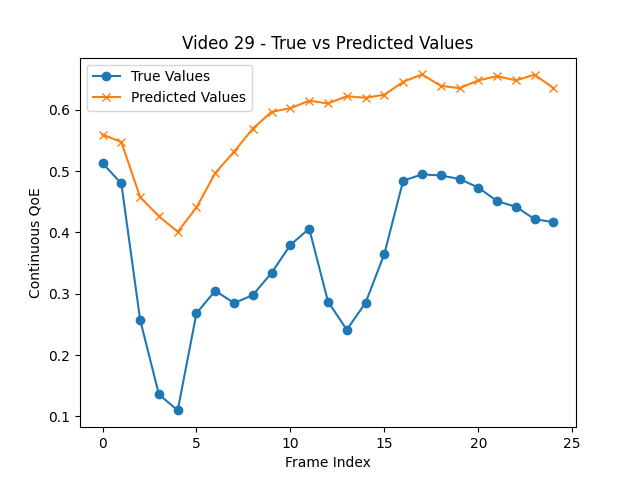 Video 29 - True vs Predicted Values
True Values
Predicted Values
Continuous QoE
0.6
0.5
0.4
0.3
0.2
0.1
0
5
10
15
20
25
Frame Index